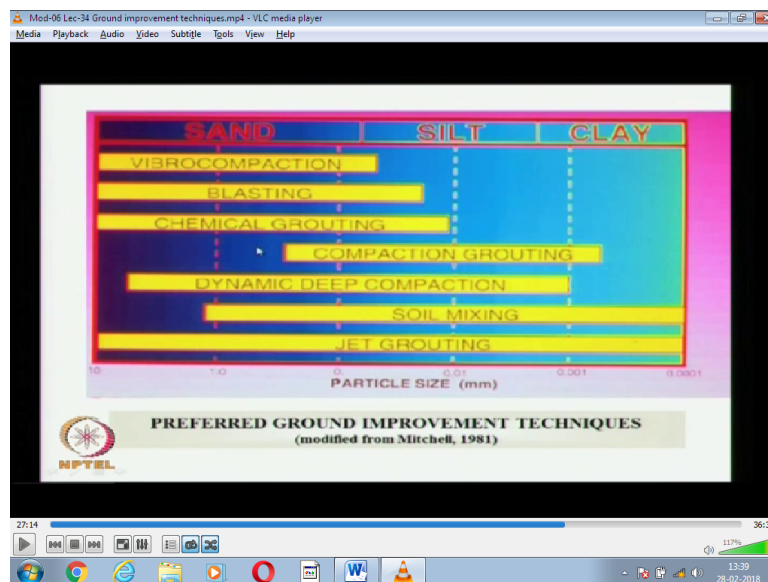 Mod-06 Lec-34 Ground improvement techniques.mp4 - VLC media player
Media Playback Audio Video Subtitle Tools View Help
SAND SILT CLAY
VIBROCOMPACTION
BLASTING
CHEMICAL GROUTING
COMPACTION GROUTING
DYNAMIC DEEP COMPACTION
SOIL MIXING
JET GROUTING
10 1.0 0. 0.01 0.001 0.0001
PARTICLE SIZE (mm)
PREFERRED GROUND IMPROVEMENT TECHNIQUES
(modified from Mitchell, 1981)
NPTEL
27:14 36:3
117%
13:39
28-02-2018